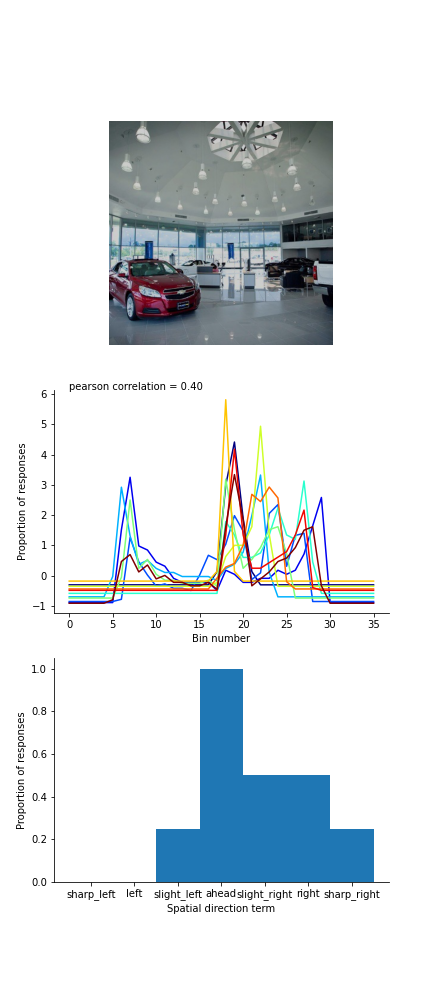 pearson correlation = 0.40
Proportion of responses
6
5
4
3
2
1
0
−1
0 5 10 15 20 25 30 35
Bin number
Proportion of responses
1.0
0.8
0.6
0.4
0.2
0.0
sharp_left left slight_left ahead slight_right right sharp_right
Spatial direction term